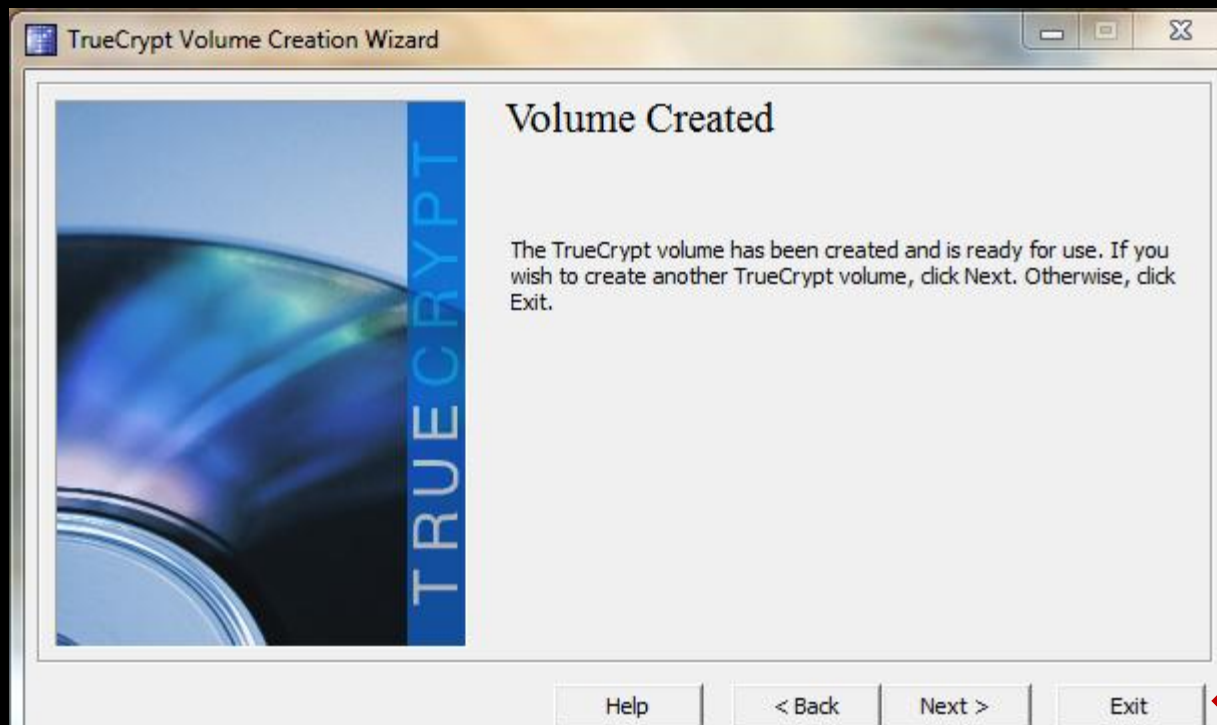 TrueCrypt Volume Creation Wizard
Volume Created
TRUECRYPT
The TrueCrypt volume has been created and is ready for use. If you
wish to create another TrueCrypt volume, click Next. Otherwise, click
Exit.
Help
< Back
Next >
Exit